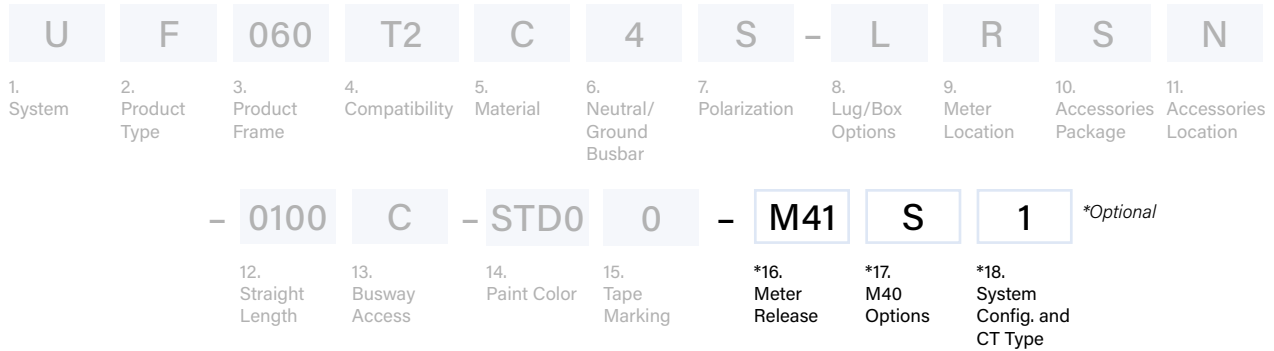 U F 060 T2 C 4 S – L R S N
1. 2. 3. 4. 5. 6. 7. 8. 9. 10. 11.
System Product Product Compatibility Material Neutral/ Polarization Lug/Box Meter Accessories Accessories
Type Frame Ground Options Location Package Location
Busbar
– 0100 C – STD0 0 – M41 S 1 *Optional
12. 13. 14. 15. *16. *17. *18.
Straight Busway Paint Color Tape Meter M40 System
Length Access Marking Release Options Config. and
CT Type